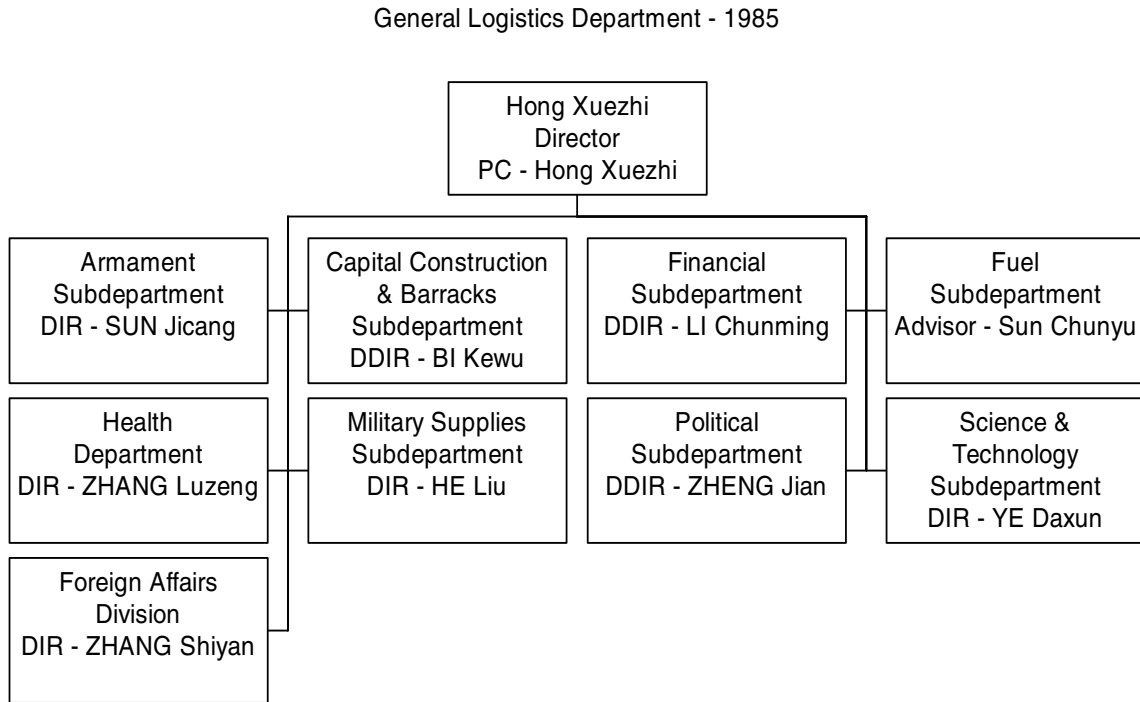 General Logistics Department - 1985
Hong Xuezhi
Director
PC - Hong Xuezhi
Armament
Subdepartment
DIR - SUN Jicang
Capital Construction
& Barracks
Subdepartment
DDIR - BI Kewu
Financial
Subdepartment
DDIR - LI Chunming
Fuel
Subdepartment
Advisor - Sun Chunyu
Health
Department
DIR - ZHANG Luzeng
Military Supplies
Subdepartment
DIR - HE Liu
Political
Subdepartment
DDIR - ZHENG Jian
Science &
Technology
Subdepartment
DIR - YE Daxun
Foreign Affairs
Division
DIR - ZHANG Shiyan